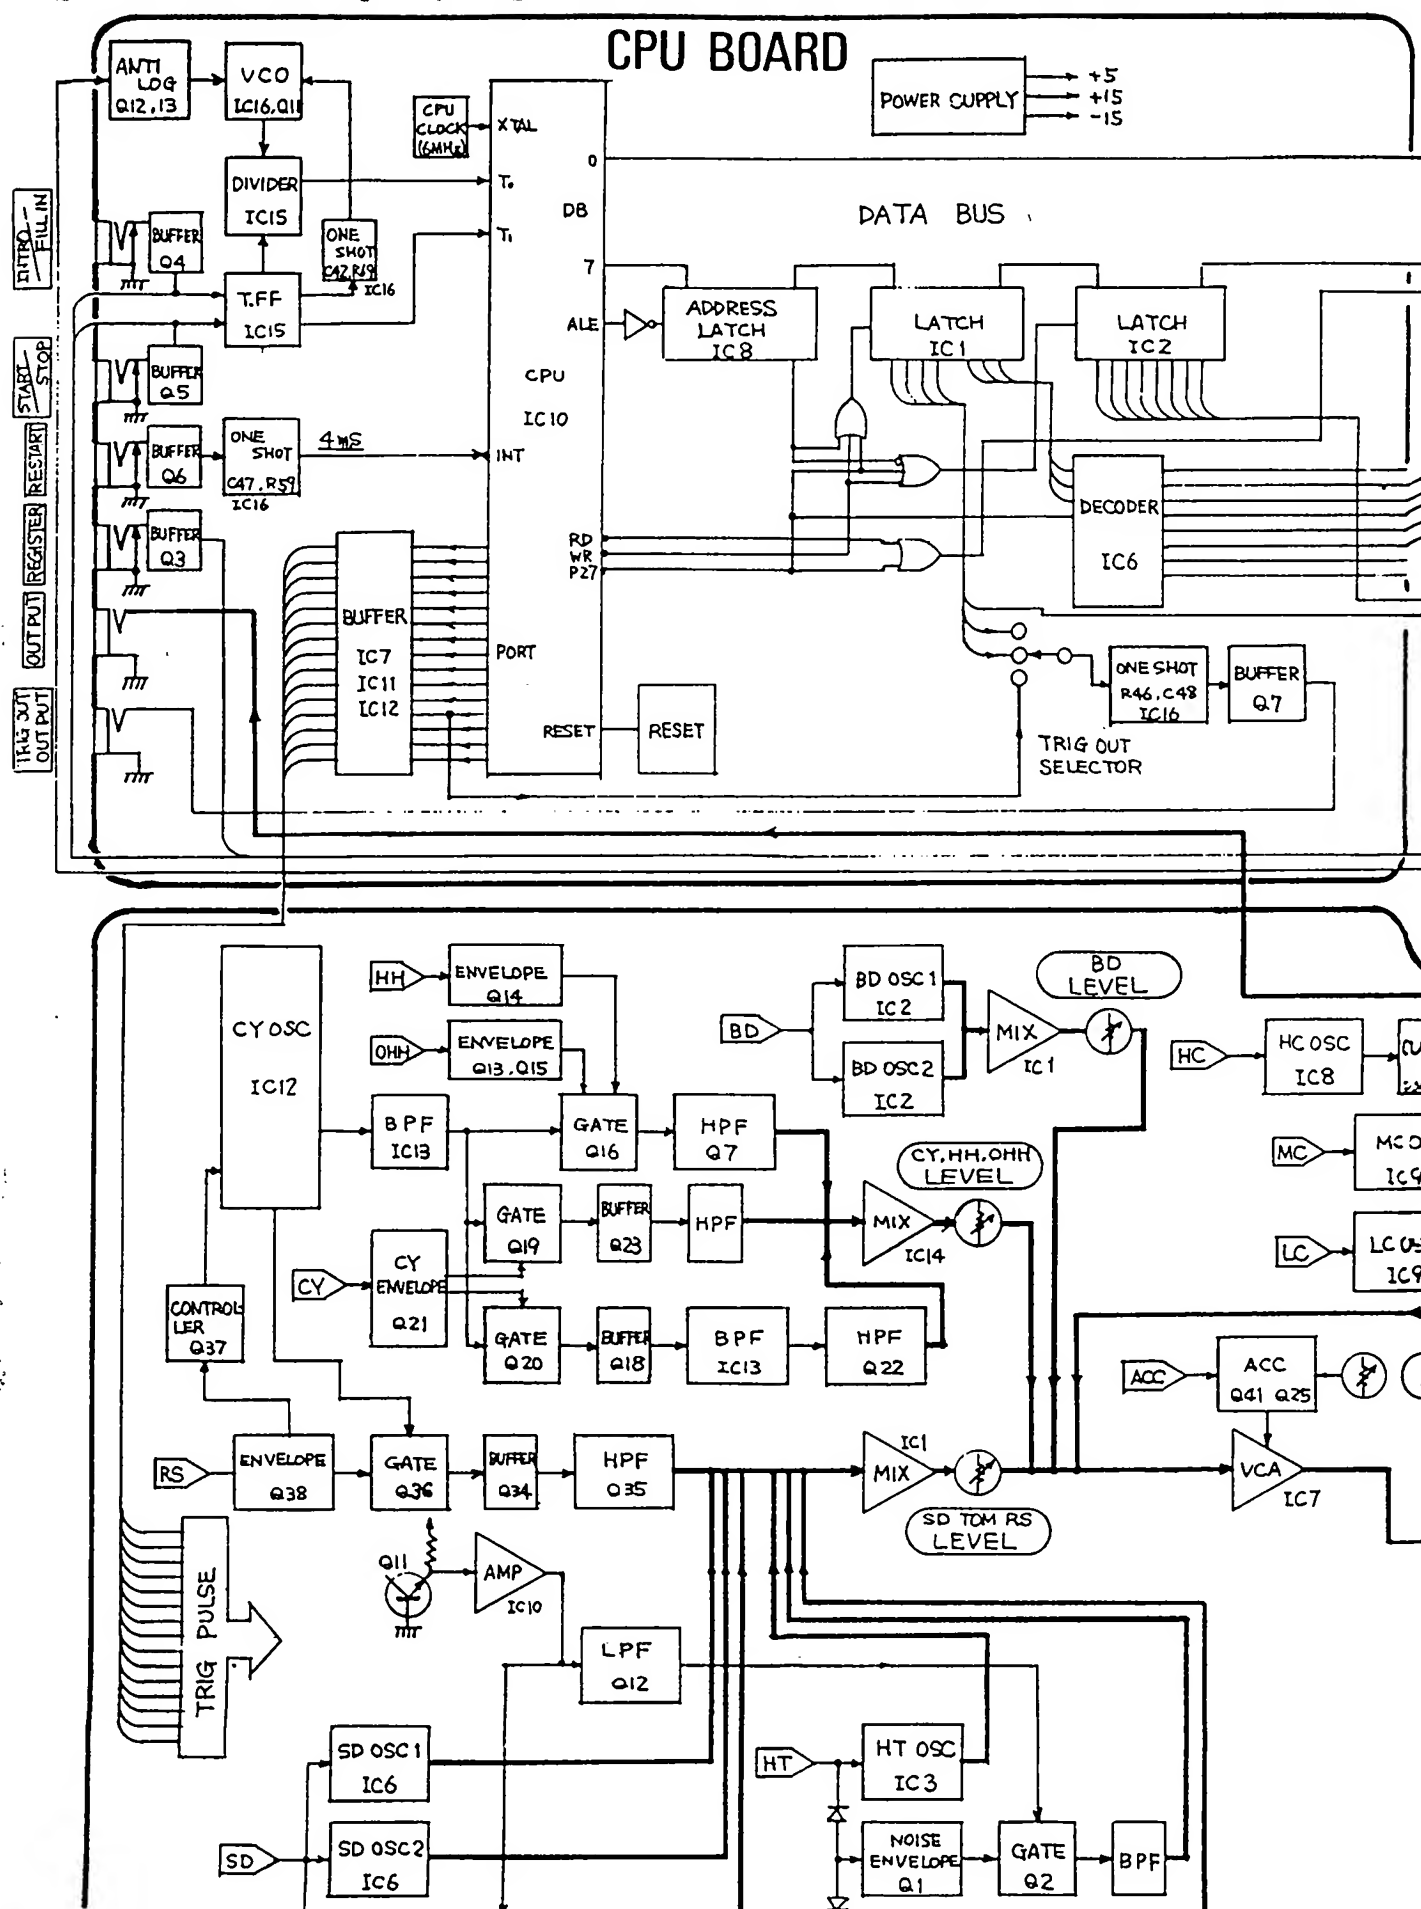 CPU BOARD
ANTI
LOG
Q12,13
VCO
IC16,Q11
CPU
CLOCK
(6MHz)
XTAL
POWER SUPPLY
+5
+15
-15
0
DIVIDER
IC15
T0
DB
DATA BUS
INTRO
FILL IN
BUFFER
Q4
ONE
SHOT
C42,R69
IC16
T1
7
T.FF
IC15
ALE
ADDRESS
LATCH
IC8
LATCH
IC1
LATCH
IC2
START
STOP
BUFFER
Q5
CPU
IC10
RESTART
BUFFER
Q6
ONE
SHOT
C47,R59
IC16
4mS
INT
DECODER
IC6
REGISTER
BUFFER
Q3
RD
WR
P27
OUT PUT
BUFFER
IC7
IC11
IC12
PORT
ONE SHOT
R46,C48
IC16
BUFFER
Q7
TRIG OUT
OUT PUT
RESET
RESET
TRIG OUT
SELECTOR
CY OSC
IC12
HH
ENVELOPE
Q14
OHH
ENVELOPE
Q13,Q15
BD
BD OSC1
IC2
BD OSC2
IC2
MIX
IC1
BD
LEVEL
HC
HC OSC
IC8
BPF
IC13
GATE
Q16
HPF
Q7
CY,HH,OHH
LEVEL
MC
GATE
Q19
BUFFER
Q23
HPF
MIX
IC14
LC
CY
CY
ENVELOPE
Q21
CONTROL
LER
Q37
GATE
Q20
BUFFER
Q18
BPF
IC13
HPF
Q22
ACC
ACC
Q41 Q25
RS
ENVELOPE
Q38
GATE
Q36
BUFFER
Q34
HPF
Q35
IC1
MIX
VCA
IC7
SD TOM RS
LEVEL
Q11
AMP
IC10
TRIG PULSE
LPF
Q12
SD OSC1
IC6
HT
HT OSC
IC3
SD
SD OSC2
IC6
NOISE
ENVELOPE
Q1
GATE
Q2
BPF